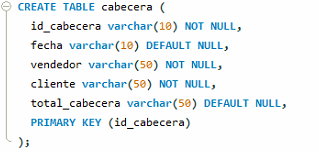 CREATE TABLE cabecera (
id_cabecera varchar(10) NOT NULL,
fecha varchar(10) DEFAULT NULL,
vendedor varchar(50) NOT NULL,
cliente varchar(50) NOT NULL,
total_cabecera varchar(50) DEFAULT NULL,
PRIMARY KEY (id_cabecera)
);